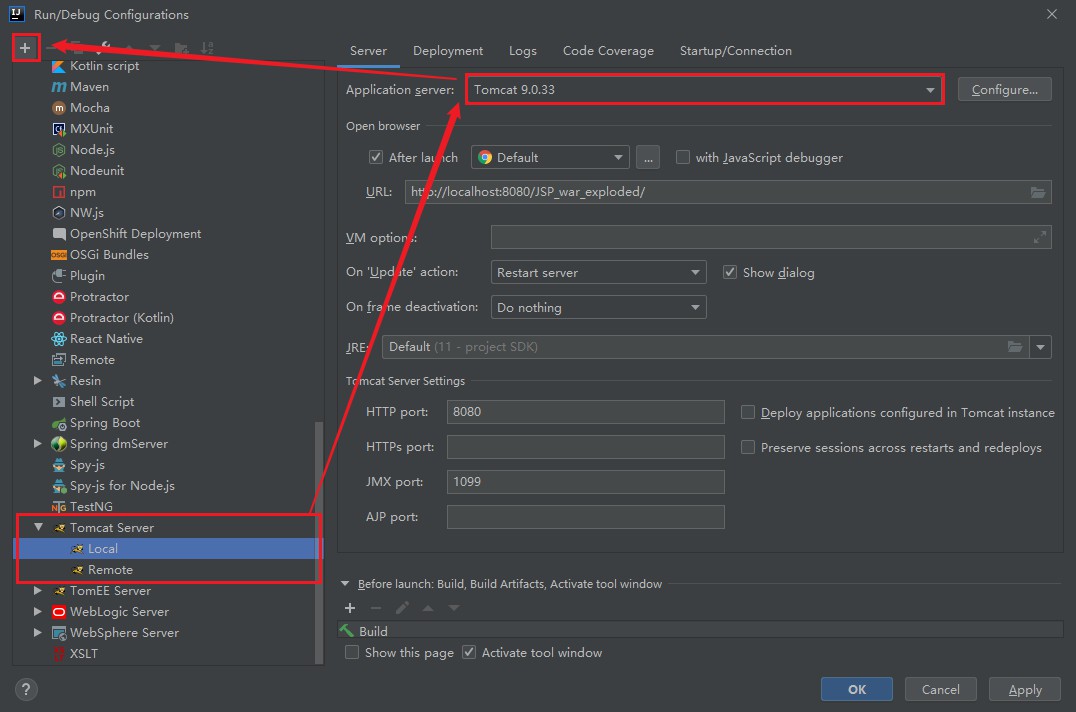 Run/Debug Configurations
Kotlin script
Maven
Mocha
MXUnit
Node.js
Nodeunit
npm
NW.js
OpenShift Deployment
OSGi Bundles
Plugin
Protractor
Protractor (Kotlin)
React Native
Remote
Resin
Shell Script
Spring Boot
Spring dmServer
Spy-js
Spy-js for Node.js
TestNG
Tomcat Server
Local
Remote
TomEE Server
WebLogic Server
WebSphere Server
XSLT
Server Deployment Logs Code Coverage Startup/Connection
Application server: Tomcat 9.0.33 Configure...
Open browser
After launch Default ... with JavaScript debugger
URL: http://localhost:8080/JSP_war_exploded/
VM options:
On 'Update' action: Restart server Show dialog
On frame deactivation: Do nothing
JRE: Default (11 - project SDK)
Tomcat Server Settings
HTTP port: 8080 Deploy applications configured in Tomcat instance
HTTPs port: Preserve sessions across restarts and redeploys
JMX port: 1099
AJP port:
Before launch: Build, Build Artifacts, Activate tool window
Build
Show this page Activate tool window
? OK Cancel Apply